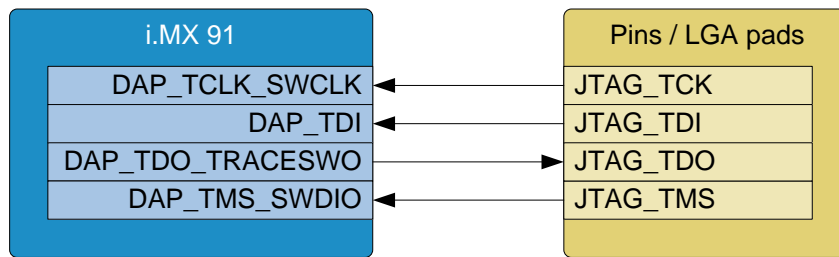 i.MX 91
Pins / LGA pads
DAP_TCLK_SWCLK
JTAG_TCK
DAP_TDI
JTAG_TDI
DAP_TDO_TRACESWO
JTAG_TDO
DAP_TMS_SWDIO
JTAG_TMS